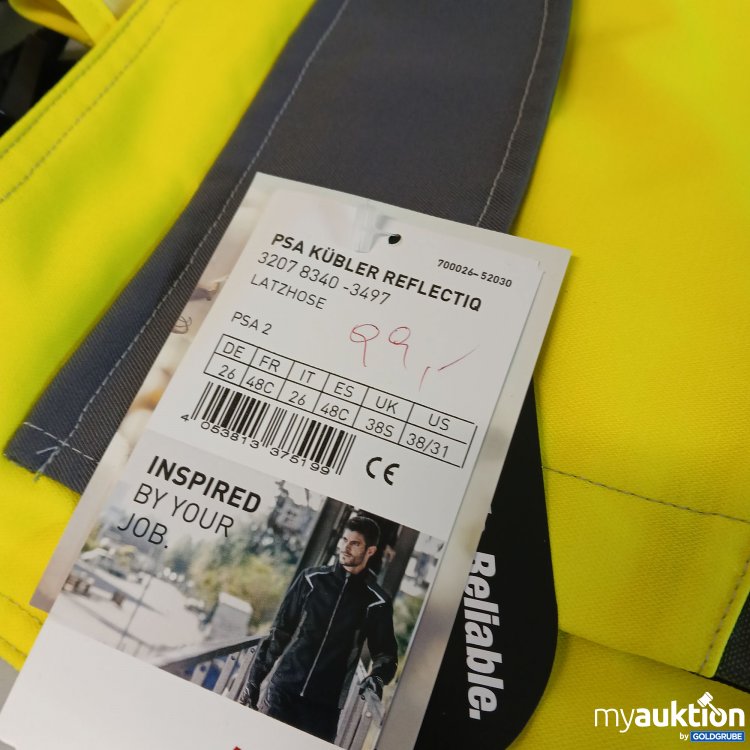 PSA KÜBLER REFLECTIQ
700026-52030
3207 8340 -3497
LATZHOSE
PSA 2
99,-
DE FR IT ES UK US
26 48C 26 48C 38S 38/31
4 053813 375199
CE
INSPIRED
BY YOUR
JOB.
Reliable.
myauktion
by GOLDGRUBE